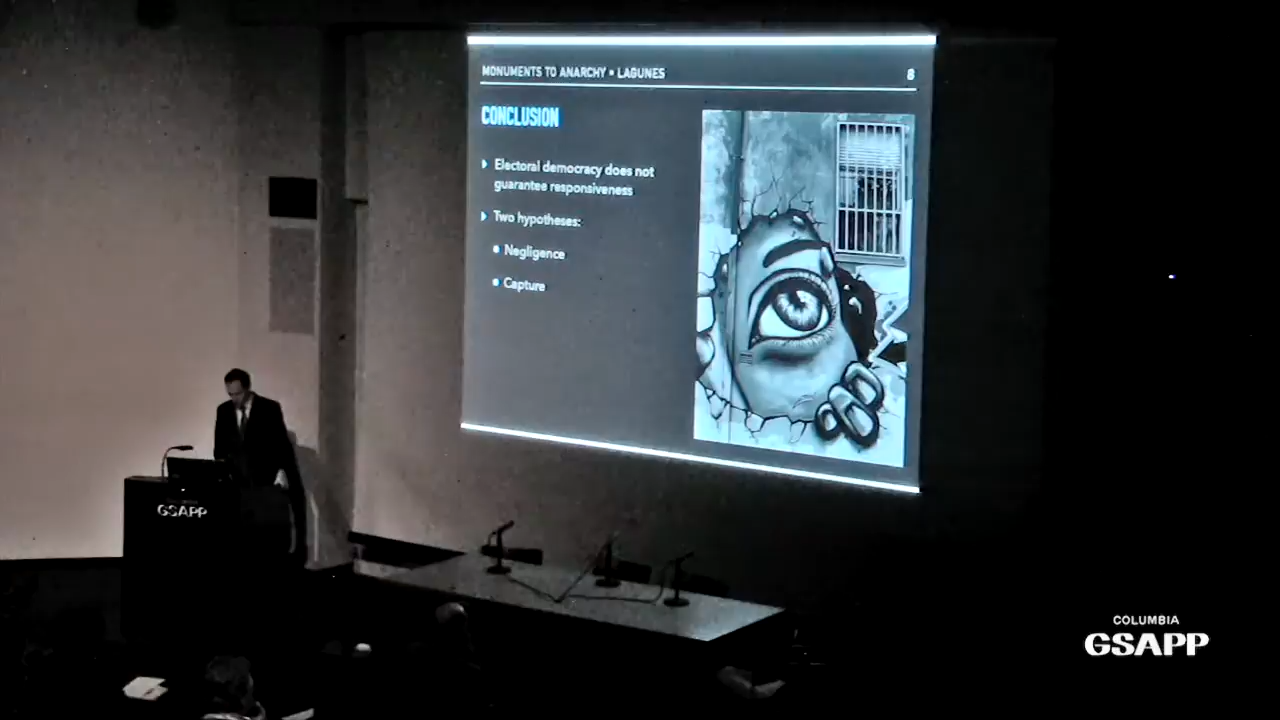 MONUMENTS TO ANARCHY • LAGUNES
8
CONCLUSION
Electoral democracy does not
guarantee responsiveness
Two hypotheses:
Negligence
Capture
GSAPP
COLUMBIA
GSAPP